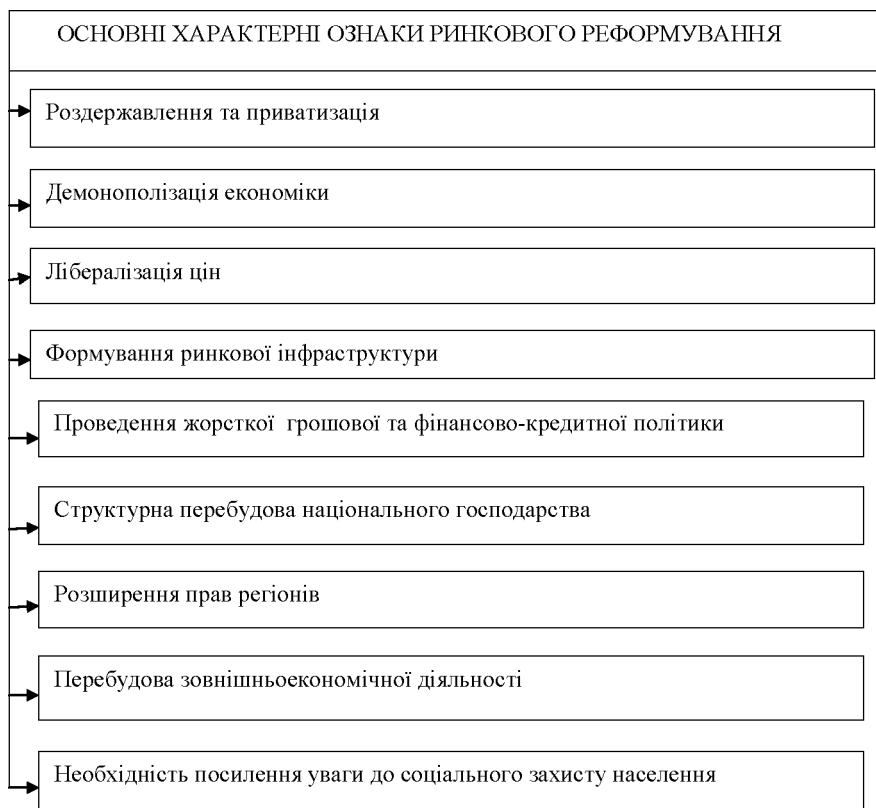 ОСНОВНІ ХАРАКТЕРНІ ОЗНАКИ РИНКОВОГО РЕФОРМУВАННЯ
Роздержавлення та приватизація
Демонополізація економіки
Лібералізація цін
Формування ринкової інфраструктури
Проведення жорсткої грошової та фінансово-кредитної політики
Структурна перебудова національного господарства
Розширення прав регіонів
Перебудова зовнішньоекономічної діяльності
Необхідність посилення уваги до соціального захисту населення